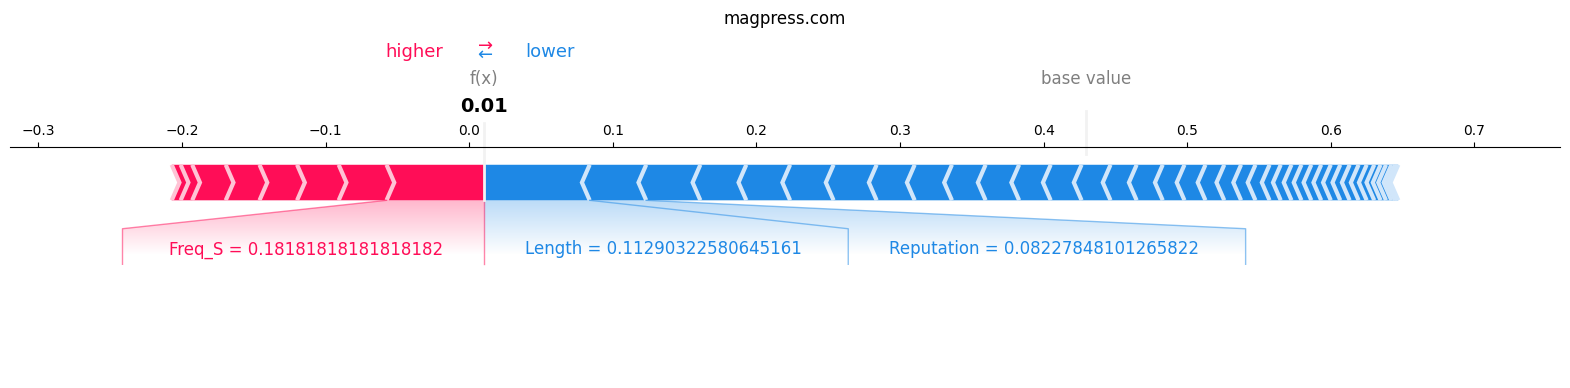 magpress.com
higher ⇄ lower
f(x) base value
0.01
−0.3 −0.2 −0.1 0.0 0.1 0.2 0.3 0.4 0.5 0.6 0.7
Freq_S = 0.18181818181818182 Length = 0.11290322580645161 Reputation = 0.08227848101265822